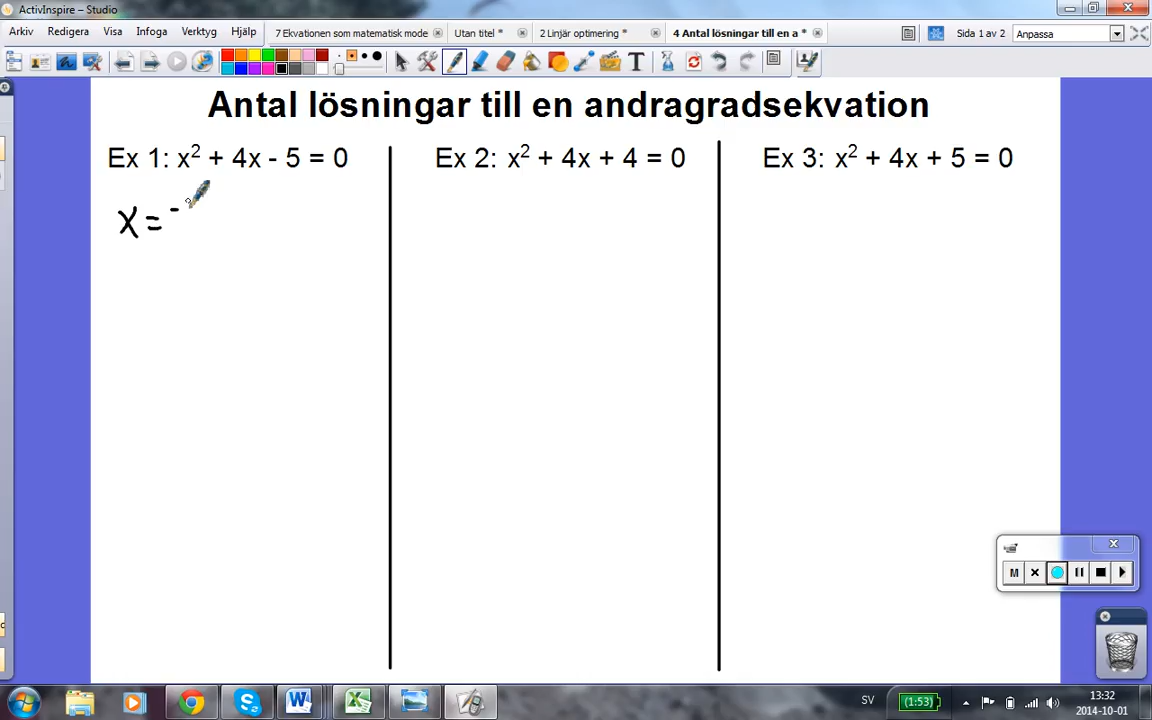 ActivInspire – Studio
Arkiv Redigera Visa Infoga Verktyg Hjälp
7 Ekvationen som matematisk mode
Utan titel *
2 Linjär optimering *
4 Antal lösningar till en a *
Sida 1 av 2
Anpassa
T
Antal lösningar till en andragradsekvation
Ex 1: x² + 4x - 5 = 0
Ex 2: x² + 4x + 4 = 0
Ex 3: x² + 4x + 5 = 0
x = -
M
SV
(1:53)
13:32
2014-10-01